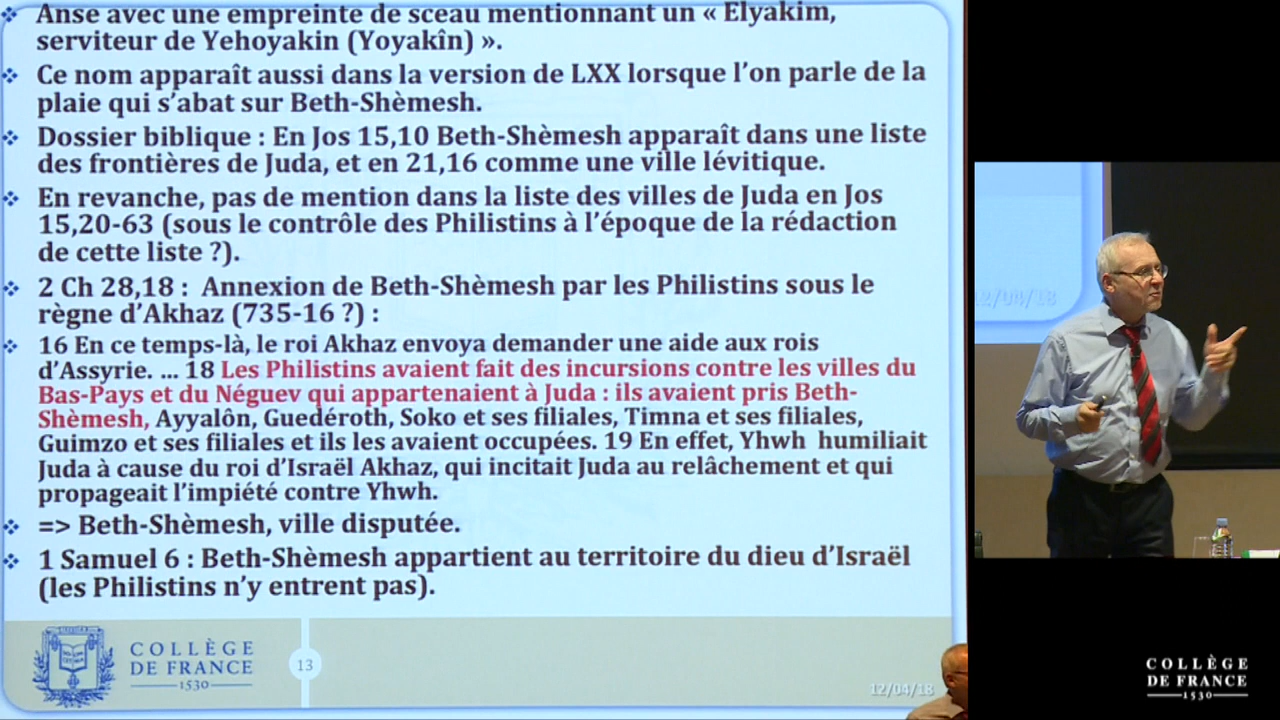 Anse avec une empreinte de sceau mentionnant un « Elyakim,
serviteur de Yehoyakin (Yoyakîn) ».
Ce nom apparaît aussi dans la version de LXX lorsque l'on parle de la
plaie qui s'abat sur Beth-Shèmesh.
Dossier biblique : En Jos 15,10 Beth-Shèmesh apparaît dans une liste
des frontières de Juda, et en 21,16 comme une ville lévitique.
En revanche, pas de mention dans la liste des villes de Juda en Jos
15,20-63 (sous le contrôle des Philistins à l'époque de la rédaction
de cette liste ?).
2 Ch 28,18 : Annexion de Beth-Shèmesh par les Philistins sous le
règne d'Akhaz (735-16 ?) :
16 En ce temps-là, le roi Akhaz envoya demander une aide aux rois
d'Assyrie. ... 18 Les Philistins avaient fait des incursions contre les villes du
Bas-Pays et du Néguev qui appartenaient à Juda : ils avaient pris Beth-
Shèmesh, Ayyalôn, Guedéroth, Soko et ses filiales, Timna et ses filiales,
Guimzo et ses filiales et ils les avaient occupées. 19 En effet, Yhwh humiliait
Juda à cause du roi d'Israël Akhaz, qui incitait Juda au relâchement et qui
propageait l'impiété contre Yhwh.
=> Beth-Shèmesh, ville disputée.
1 Samuel 6 : Beth-Shèmesh appartient au territoire du dieu d'Israël
(les Philistins n'y entrent pas).
COLLÈGE
DE FRANCE
1530
13
12/04/18
12/04/18
COLLÈGE
DE FRANCE
1530